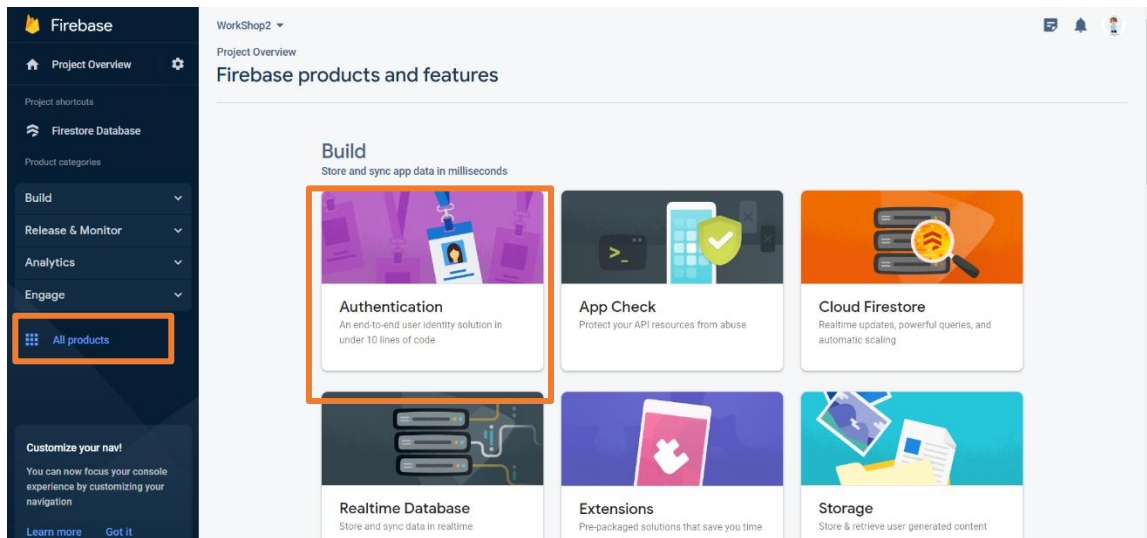 Firebase
Project Overview
Project shortcuts
Firestore Database
Product categories
Build
Release & Monitor
Analytics
Engage
All products
Customize your nav!
You can now focus your console
experience by customizing your
navigation
Learn more Got it
WorkShop2
Project Overview
Firebase products and features
Build
Store and sync app data in milliseconds
Authentication
An end-to-end user identity solution in
under 10 lines of code
>_
App Check
Protect your API resources from abuse
Cloud Firestore
Realtime updates, powerful queries, and
automatic scaling
Realtime Database
Store and sync data in realtime
Extensions
Pre-packaged solutions that save you time
Storage
Store & retrieve user generated content